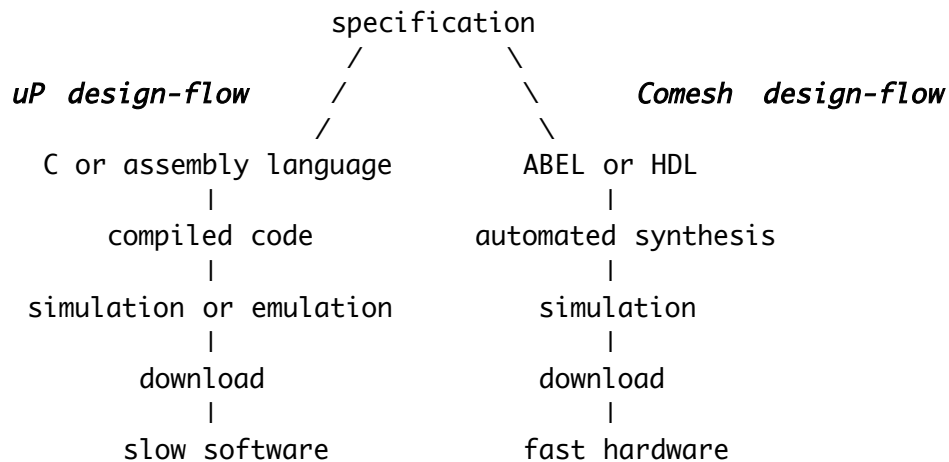 specification
uP design-flow Comesh design-flow
C or assembly language ABEL or HDL
compiled code automated synthesis
simulation or emulation simulation
download download
slow software fast hardware